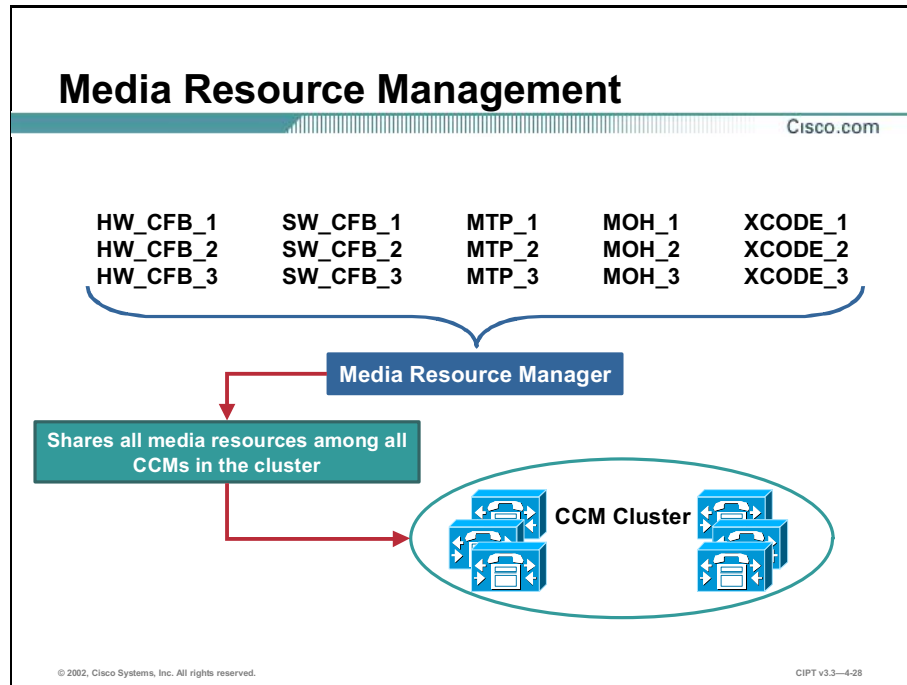 Media Resource Management
Cisco.com
HW_CFB_1 SW_CFB_1 MTP_1 MOH_1 XCODE_1
HW_CFB_2 SW_CFB_2 MTP_2 MOH_2 XCODE_2
HW_CFB_3 SW_CFB_3 MTP_3 MOH_3 XCODE_3
Media Resource Manager
Shares all media resources among all
CCMs in the cluster
CCM Cluster
© 2002, Cisco Systems, Inc. All rights reserved.
CIPT v3.3—4-28